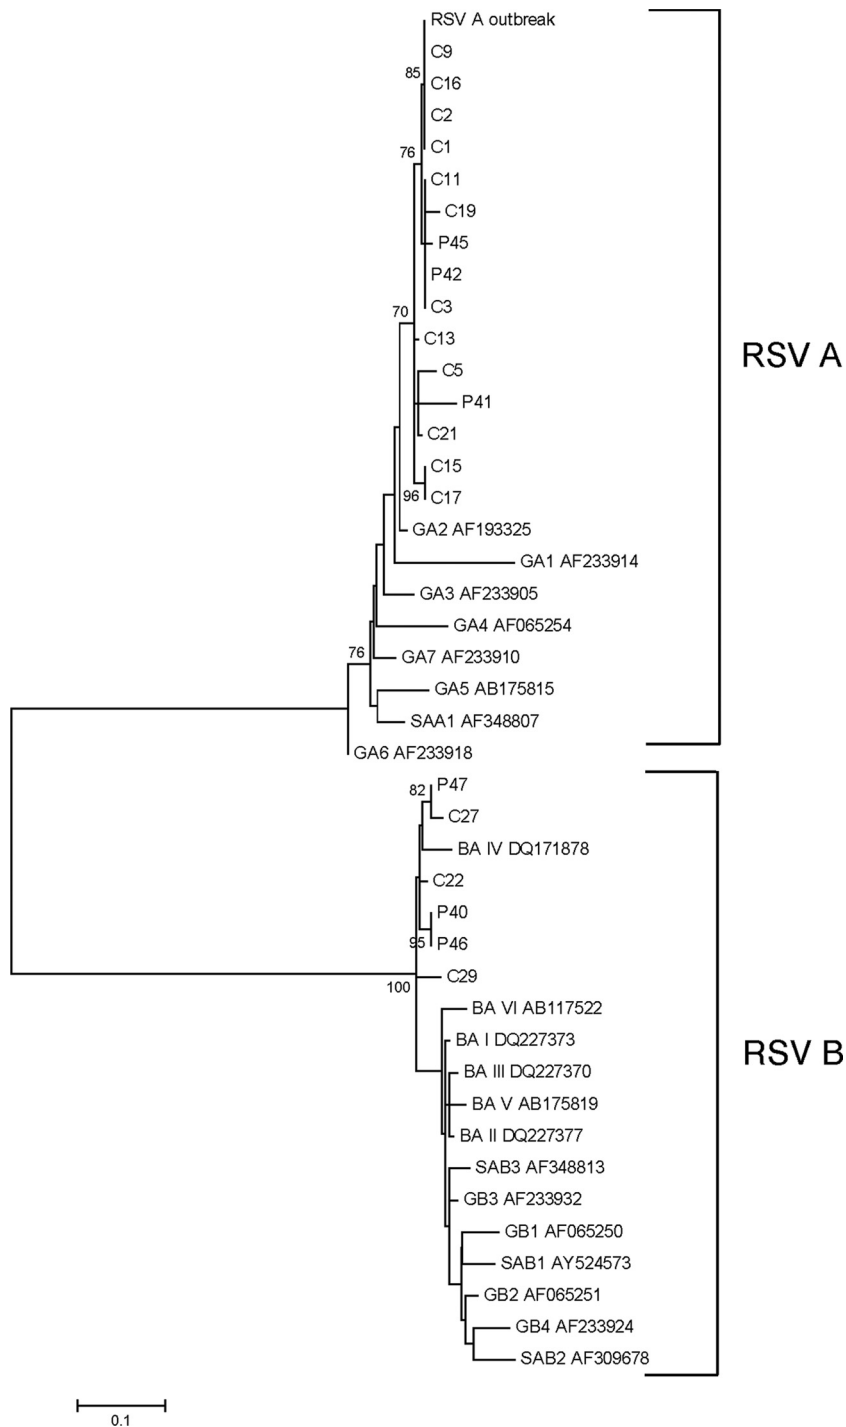 RSV A outbreak
C9
85
C16
C2
C1
76
C11
C19
P45
P42
C3
70
C13
RSV A
C5
P41
C21
C15
96
C17
GA2 AF193325
GA1 AF233914
GA3 AF233905
GA4 AF065254
76
GA7 AF233910
GA5 AB175815
SAA1 AF348807
GA6 AF233918
P47
82
C27
BA IV DQ171878
C22
P40
95
P46
C29
100
BA VI AB117522
BA I DQ227373
RSV B
BA III DQ227370
BA V AB175819
BA II DQ227377
SAB3 AF348813
GB3 AF233932
GB1 AF065250
SAB1 AY524573
GB2 AF065251
GB4 AF233924
SAB2 AF309678
0.1